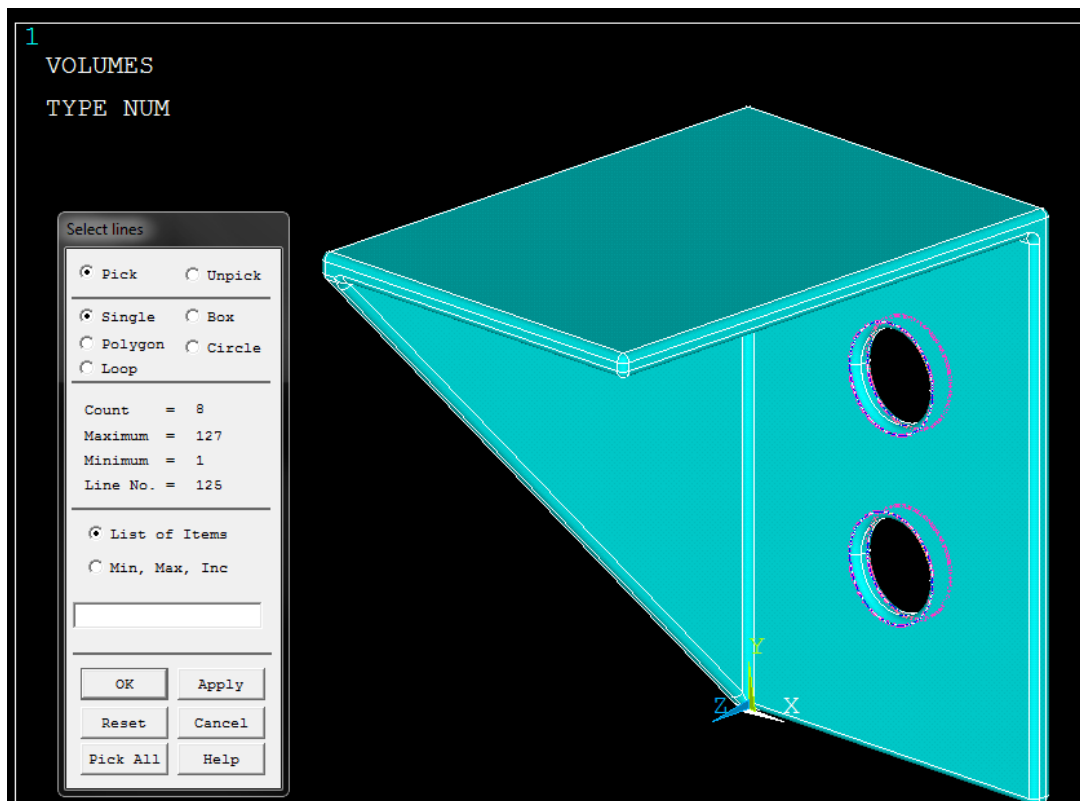 1
VOLUMES
TYPE NUM
Select lines
Pick Unpick
Single Box
Polygon Circle
Loop
Count = 8
Maximum = 127
Minimum = 1
Line No. = 125
List of Items
Min, Max, Inc
OK Apply
Reset Cancel
Pick All Help
Y
Z X